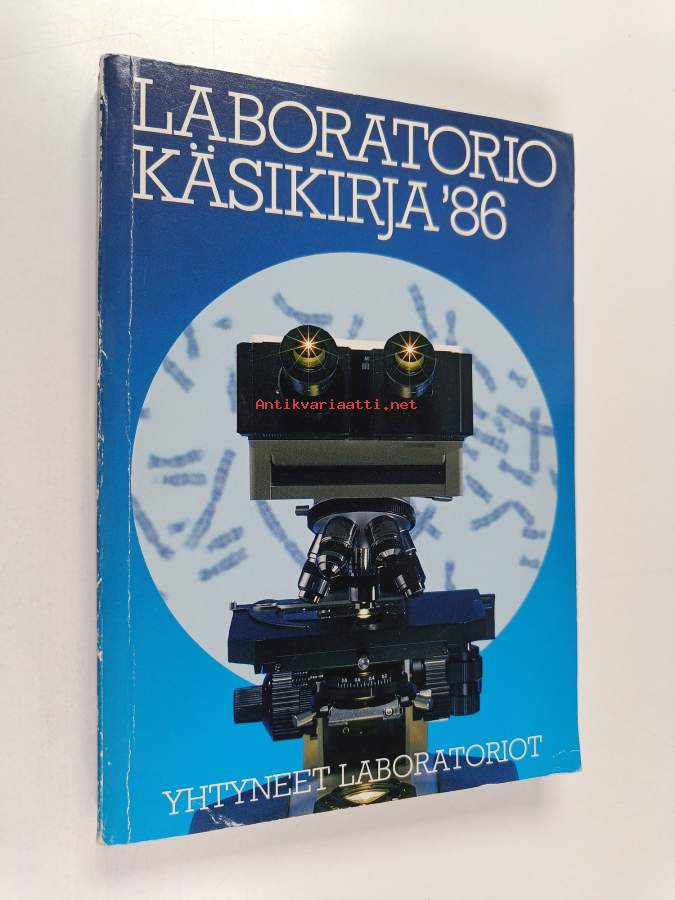 LABORATORIO
KÄSIKIRJA '86
Antikvariaatti.net
YHTYNEET LABORATORIOT